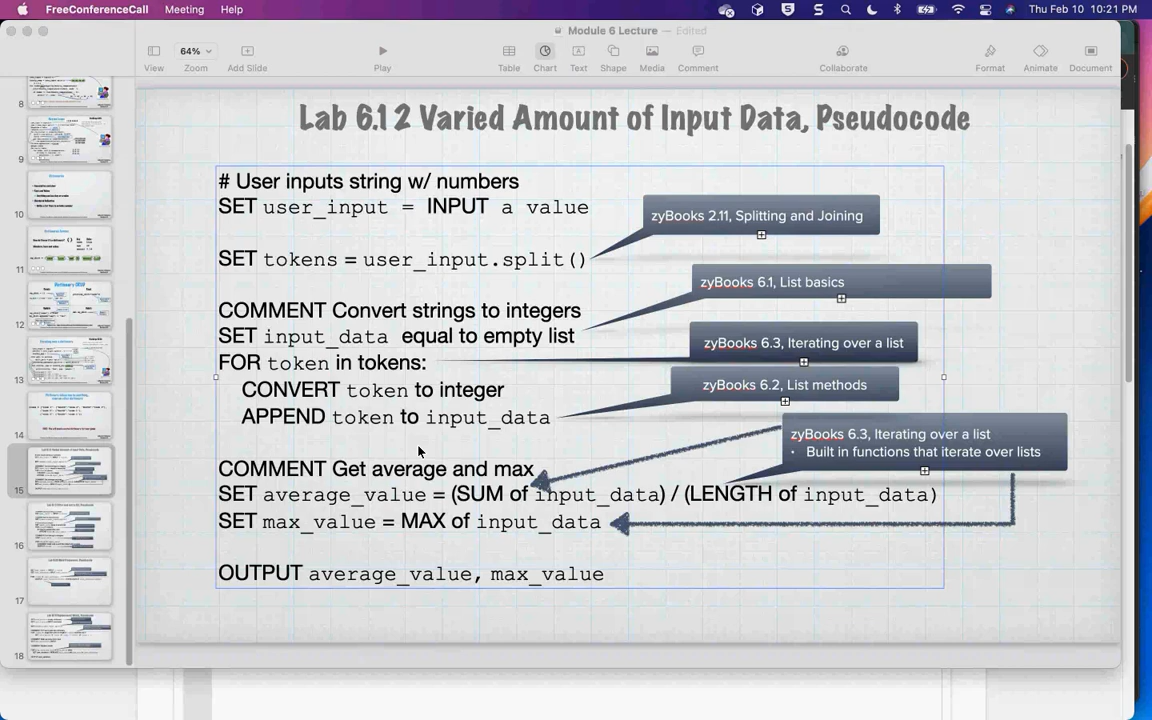 FreeConferenceCall Meeting Help Thu Feb 10 10:21 PM
Module 6 Lecture — Edited
64%
View Zoom Add Slide Play Table Chart Text Shape Media Comment Collaborate Format Animate Document
8
9
10
11
12
13
14
15
16
17
18
Lab 6.12 Varied Amount of Input Data, Pseudocode
# User inputs string w/ numbers
SET user_input = INPUT a value
zyBooks 2.11, Splitting and Joining
SET tokens = user_input.split()
zyBooks 6.1, List basics
COMMENT Convert strings to integers
SET input_data equal to empty list
zyBooks 6.3, Iterating over a list
FOR token in tokens:
zyBooks 6.2, List methods
CONVERT token to integer
APPEND token to input_data
zyBooks 6.3, Iterating over a list
• Built in functions that iterate over lists
COMMENT Get average and max
SET average_value = (SUM of input_data) / (LENGTH of input_data)
SET max_value = MAX of input_data
OUTPUT average_value, max_value